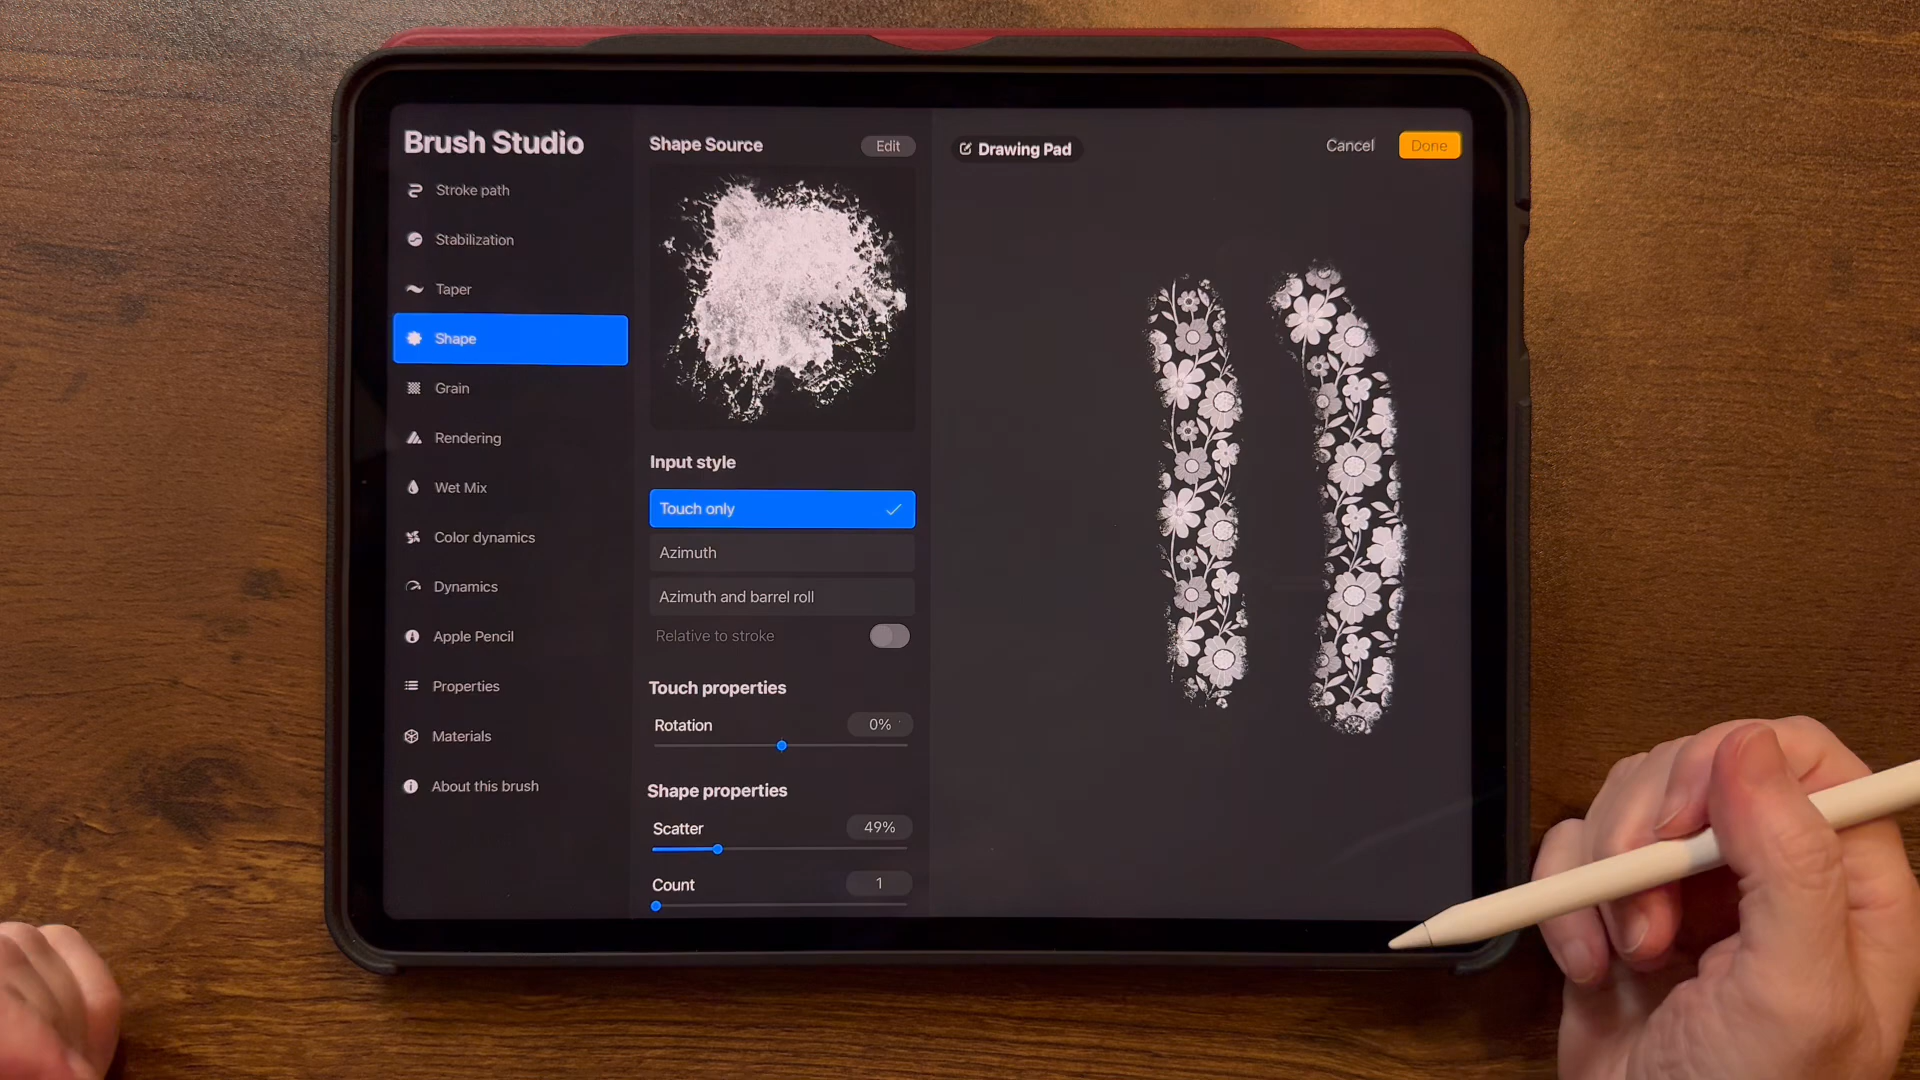 Brush Studio
Stroke path
Stabilization
Taper
Shape
Grain
Rendering
Wet Mix
Color dynamics
Dynamics
Apple Pencil
Properties
Materials
About this brush
Shape Source
Edit
Input style
Touch only
Azimuth
Azimuth and barrel roll
Relative to stroke
Touch properties
Rotation 0%
Shape properties
Scatter 49%
Count 1
Drawing Pad
Cancel
Done